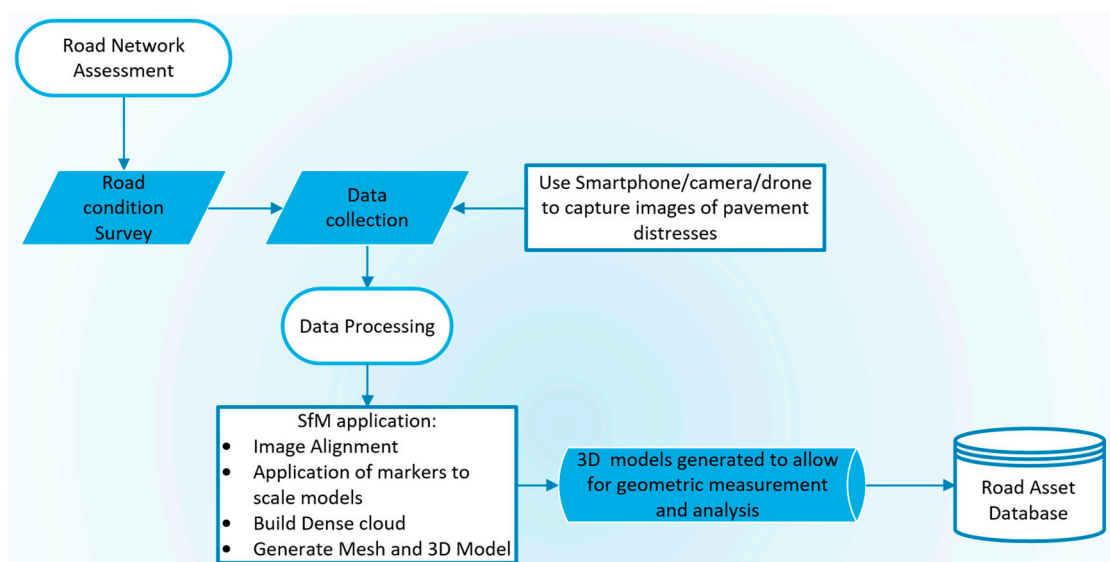 Road Network
Assessment
Road
condition
Survey
Data
collection
Use Smartphone/camera/drone
to capture images of pavement
distresses
Data Processing
SfM application:
• Image Alignment
• Application of markers to
scale models
• Build Dense cloud
• Generate Mesh and 3D Model
3D models generated to allow
for geometric measurement
and analysis
Road Asset
Database